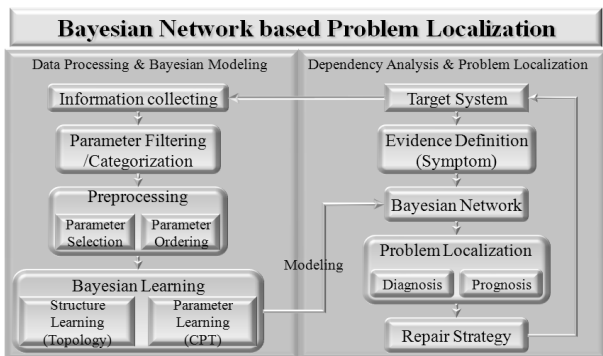 Bayesian Network based Problem Localization
Data Processing & Bayesian Modeling
Information collecting
Parameter Filtering
/Categorization
Preprocessing
Parameter
Selection
Parameter
Ordering
Bayesian Learning
Structure
Learning
(Topology)
Parameter
Learning
(CPT)
Modeling
Dependency Analysis & Problem Localization
Target System
Evidence Definition
(Symptom)
Bayesian Network
Problem Localization
Diagnosis
Prognosis
Repair Strategy